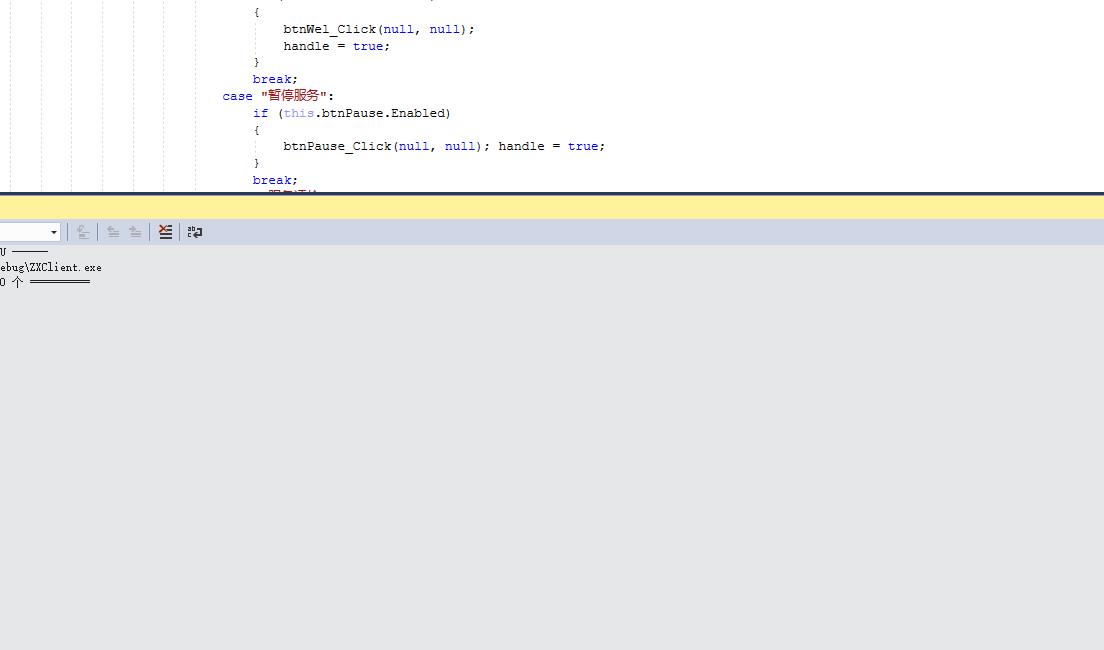 {
btnWel_Click(null, null);
handle = true;
}
break;
case "暂停服务":
if (this.btnPause.Enabled)
{
btnPause_Click(null, null); handle = true;
}
break;
U ------
ebug\ZXClient.exe
0 个 ==========